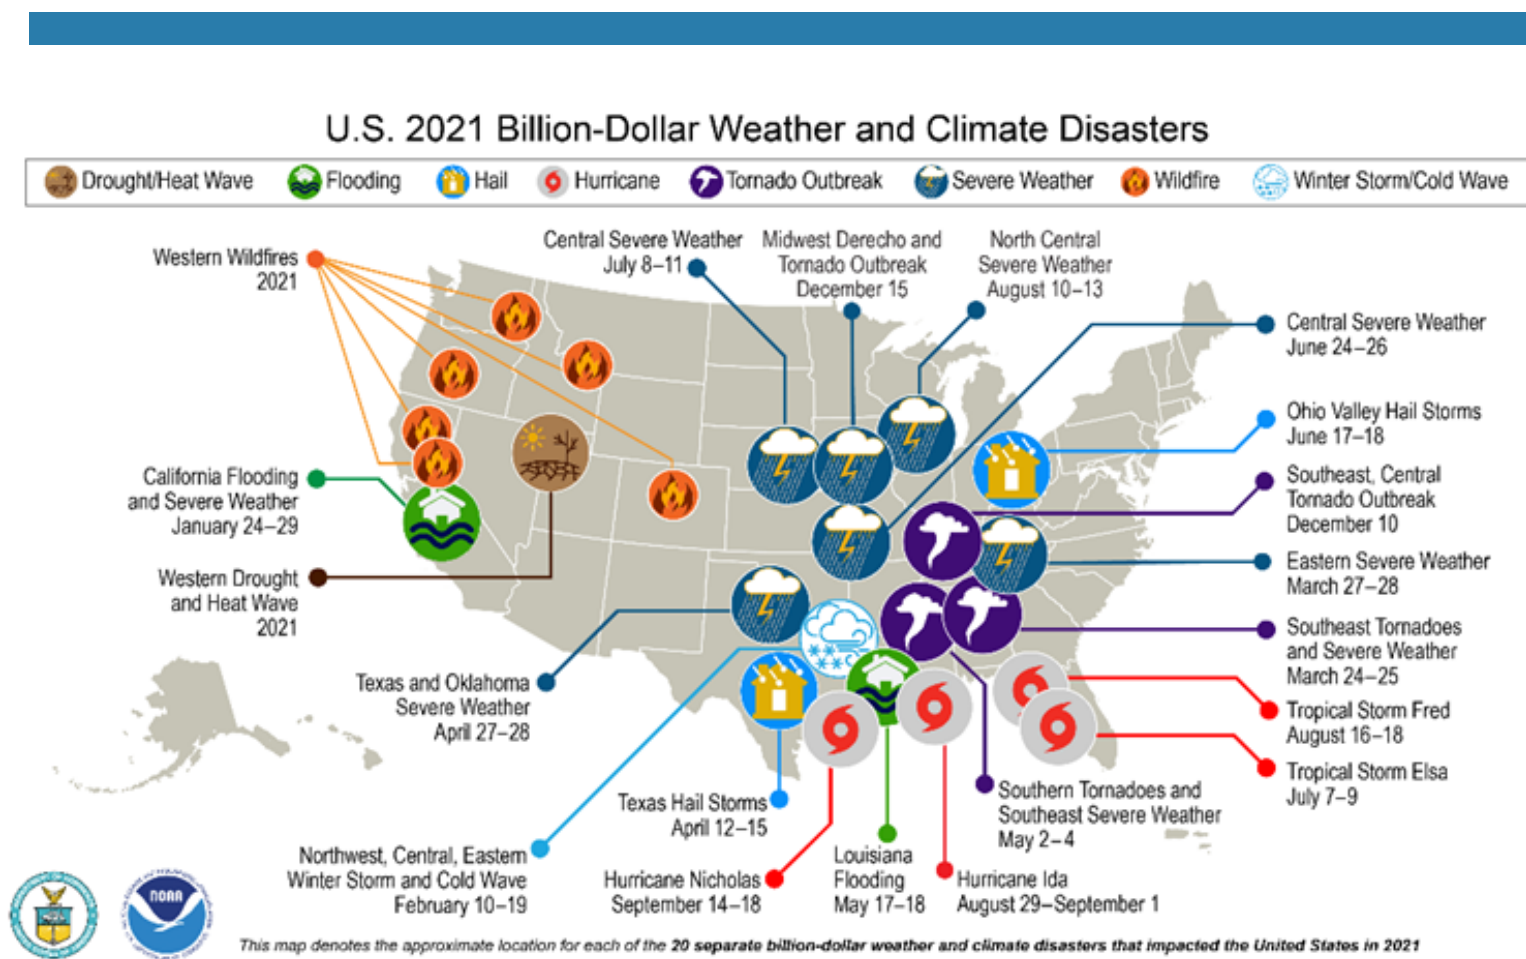 U.S. 2021 Billion-Dollar Weather and Climate Disasters
Drought/Heat Wave
Flooding
Hail
Hurricane
Tornado Outbreak
Severe Weather
Wildfire
Winter Storm/Cold Wave
Western Wildfires
2021
Central Severe Weather
July 8–11
Midwest Derecho and
Tornado Outbreak
December 15
North Central
Severe Weather
August 10–13
Central Severe Weather
June 24–26
Ohio Valley Hail Storms
June 17–18
California Flooding
and Severe Weather
January 24–29
Southeast, Central
Tornado Outbreak
December 10
Western Drought
and Heat Wave
2021
Eastern Severe Weather
March 27–28
Southeast Tornadoes
and Severe Weather
March 24–25
Texas and Oklahoma
Severe Weather
April 27–28
Tropical Storm Fred
August 16–18
Tropical Storm Elsa
July 7–9
Texas Hail Storms
April 12–15
Southern Tornadoes and
Southeast Severe Weather
May 2–4
Northwest, Central, Eastern
Winter Storm and Cold Wave
February 10–19
Hurricane Nicholas
September 14–18
Louisiana
Flooding
May 17–18
Hurricane Ida
August 29–September 1
NOAA
This map denotes the approximate location for each of the 20 separate billion-dollar weather and climate disasters that impacted the United States in 2021